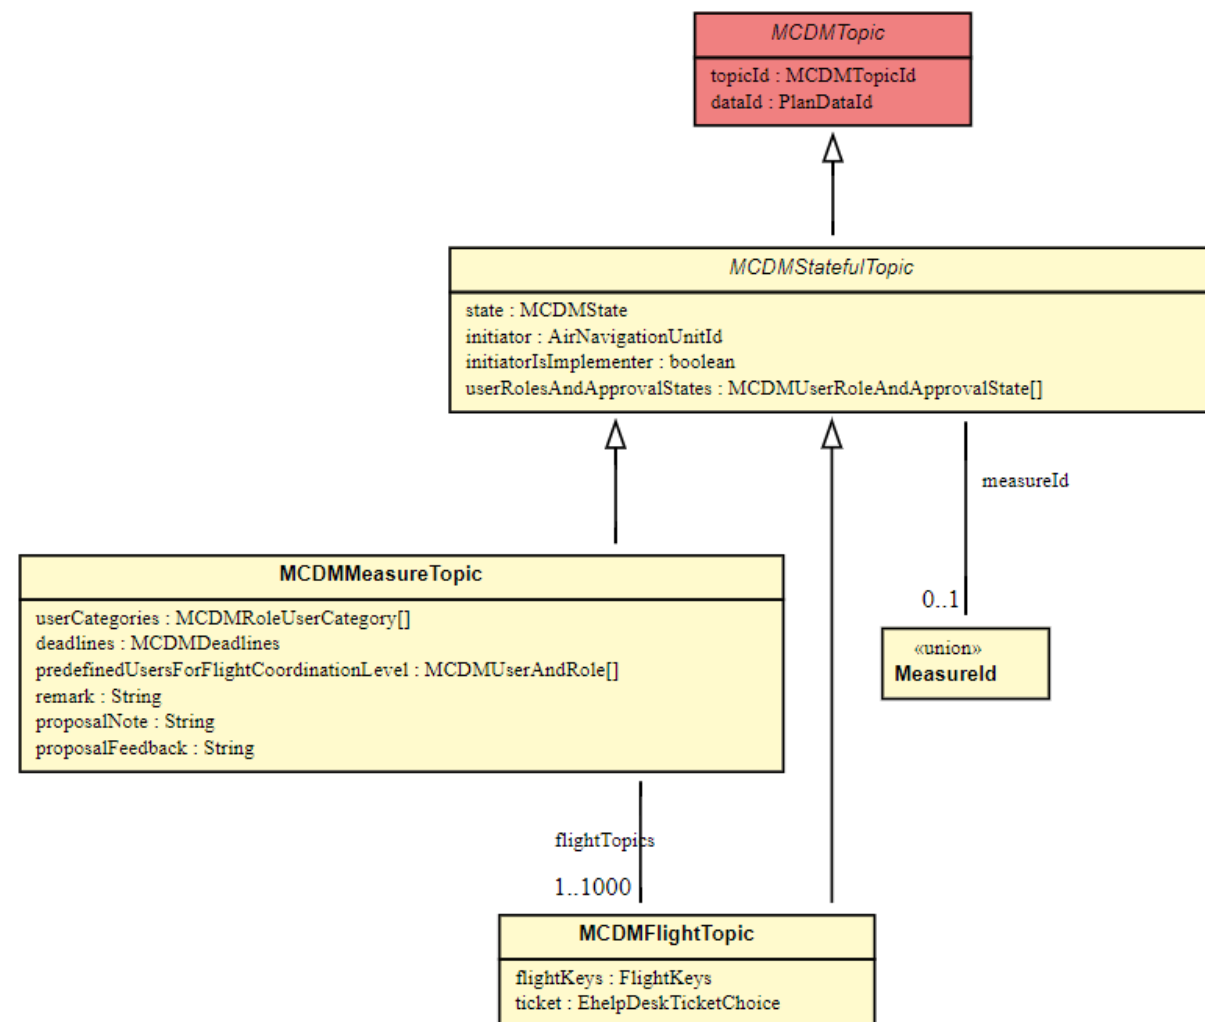 MCDMTopic
topicId : MCDMTopicId
dataId : PlanDataId
MCDMStatefulTopic
state : MCDMState
initiator : AirNavigationUnitId
initiatorIsImplementer : boolean
userRolesAndApprovalStates : MCDMUserRoleAndApprovalState[]
measureId
0..1
«union»
MeasureId
MCDMMeasureTopic
userCategories : MCDMRoleUserCategory[]
deadlines : MCDMDeadlines
predefinedUsersForFlightCoordinationLevel : MCDMUserAndRole[]
remark : String
proposalNote : String
proposalFeedback : String
flightTopics
1..1000
MCDMFlightTopic
flightKeys : FlightKeys
ticket : EhelpDeskTicketChoice